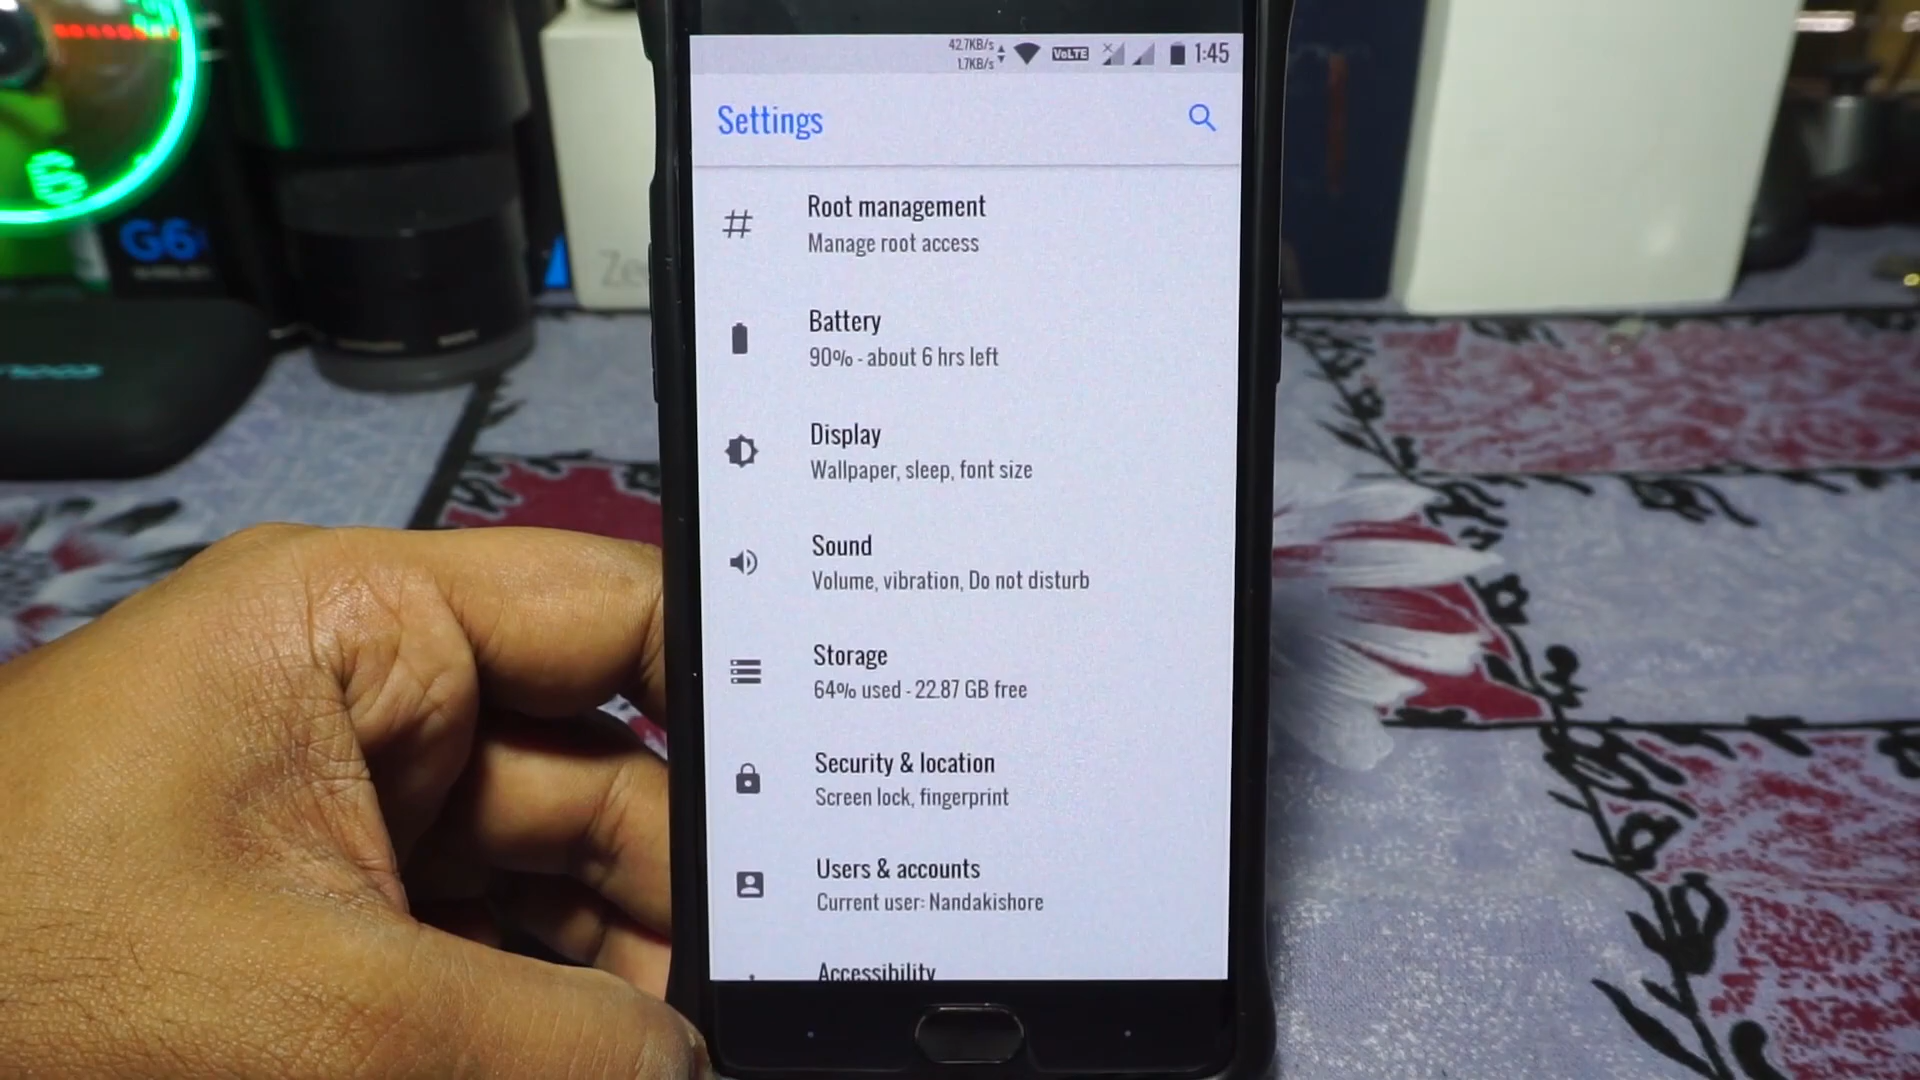 42.7KB/s
1.7KB/s
VoLTE
1:45
Settings
Root management
Manage root access
Battery
90% - about 6 hrs left
Display
Wallpaper, sleep, font size
Sound
Volume, vibration, Do not disturb
Storage
64% used - 22.87 GB free
Security & location
Screen lock, fingerprint
Users & accounts
Current user: Nandakishore
Accessibility
6
G6
Ze